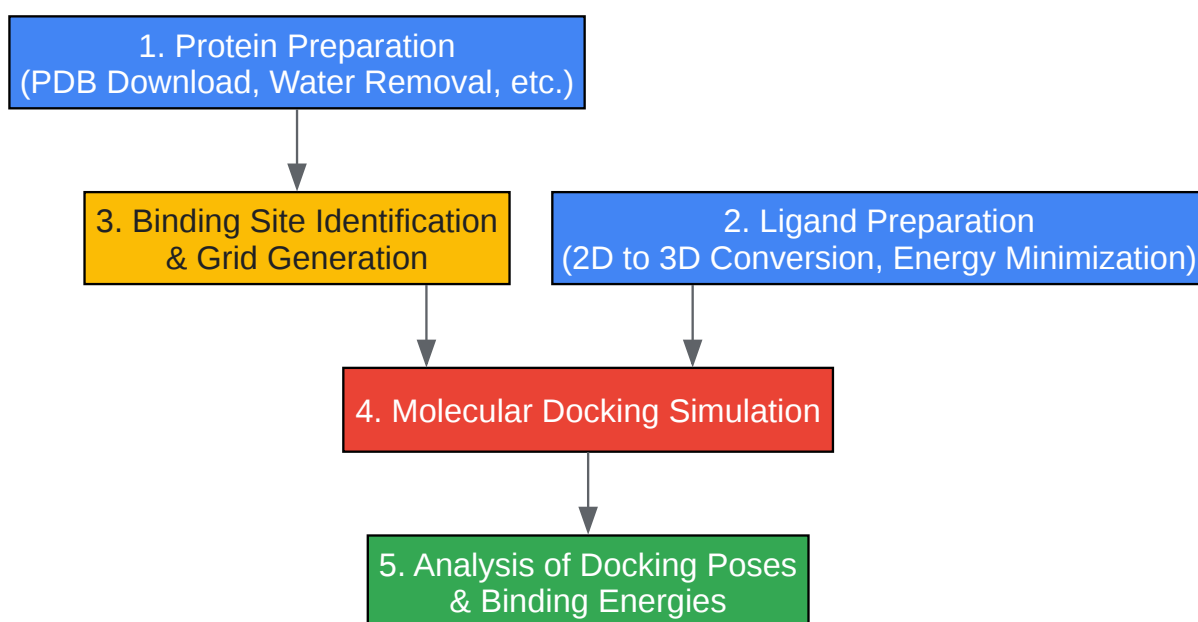 1. Protein Preparation
(PDB Download, Water Removal, etc.)
3. Binding Site Identification
& Grid Generation
2. Ligand Preparation
(2D to 3D Conversion, Energy Minimization)
4. Molecular Docking Simulation
5. Analysis of Docking Poses
& Binding Energies